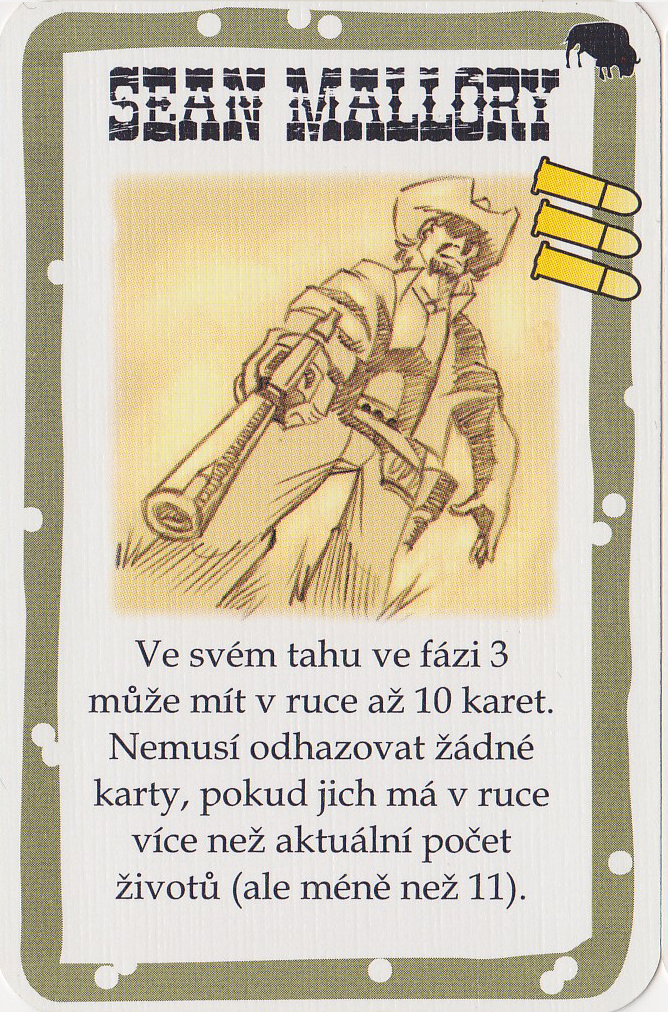 SEAN MALLORY
Ve svém tahu ve fázi 3
může mít v ruce až 10 karet.
Nemusí odhazovat žádné
karty, pokud jich má v ruce
více než aktuální počet
životů (ale méně než 11).